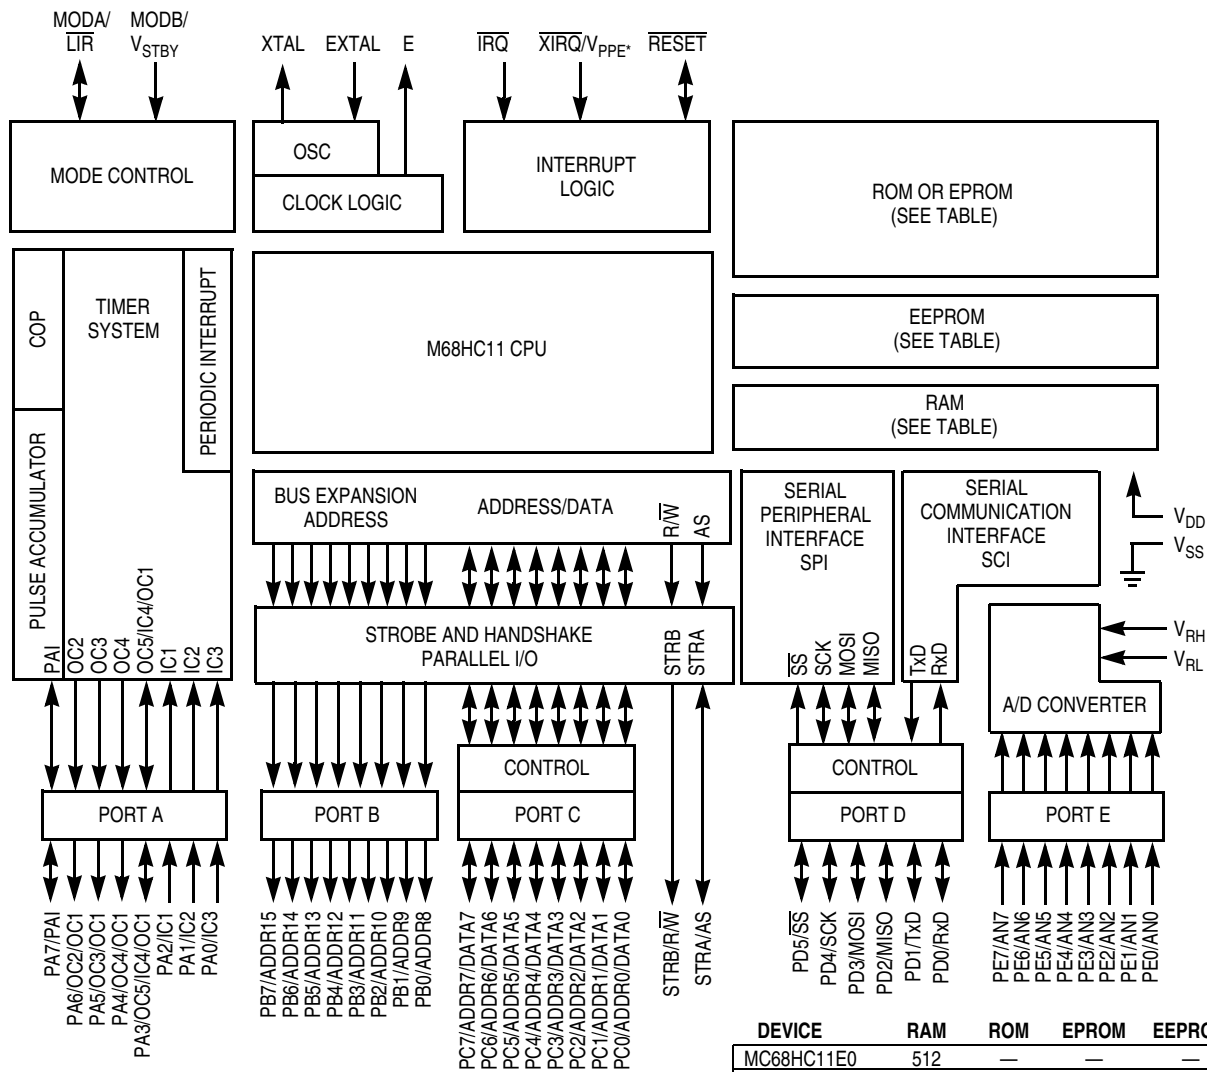 MODA/ MODB/
LIR VSTBY XTAL EXTAL E IRQ XIRQ/VPPE* RESET
MODE CONTROL
OSC
CLOCK LOGIC
INTERRUPT
LOGIC
ROM OR EPROM
(SEE TABLE)
COP
TIMER
SYSTEM
PERIODIC INTERRUPT
M68HC11 CPU
EEPROM
(SEE TABLE)
RAM
(SEE TABLE)
PULSE ACCUMULATOR
BUS EXPANSION
ADDRESS
ADDRESS/DATA
R/W
AS
SERIAL
PERIPHERAL
INTERFACE
SPI
SERIAL
COMMUNICATION
INTERFACE
SCI
VDD
VSS
PAI
OC2
OC3
OC4
OC5/IC4/OC1
IC1
IC2
IC3
STROBE AND HANDSHAKE
PARALLEL I/O
STRB
STRA
SS
SCK
MOSI
MISO
TxD
RxD
VRH
VRL
A/D CONVERTER
CONTROL
CONTROL
PORT A
PORT B
PORT C
PORT D
PORT E
PA7/PAI
PA6/OC2/OC1
PA5/OC3/OC1
PA4/OC4/OC1
PA3/OC5/IC4/OC1
PA2/IC1
PA1/IC2
PA0/IC3
PB7/ADDR15
PB6/ADDR14
PB5/ADDR13
PB4/ADDR12
PB3/ADDR11
PB2/ADDR10
PB1/ADDR9
PB0/ADDR8
PC7/ADDR7/DATA7
PC6/ADDR6/DATA6
PC5/ADDR5/DATA5
PC4/ADDR4/DATA4
PC3/ADDR3/DATA3
PC2/ADDR2/DATA2
PC1/ADDR1/DATA1
PC0/ADDR0/DATA0
STRB/R/W
STRA/AS
PD5/SS
PD4/SCK
PD3/MOSI
PD2/MISO
PD1/TxD
PD0/RxD
PE7/AN7
PE6/AN6
PE5/AN5
PE4/AN4
PE3/AN3
PE2/AN2
PE1/AN1
PE0/AN0
DEVICE RAM ROM EPROM EEPRO
MC68HC11E0 512 — — —